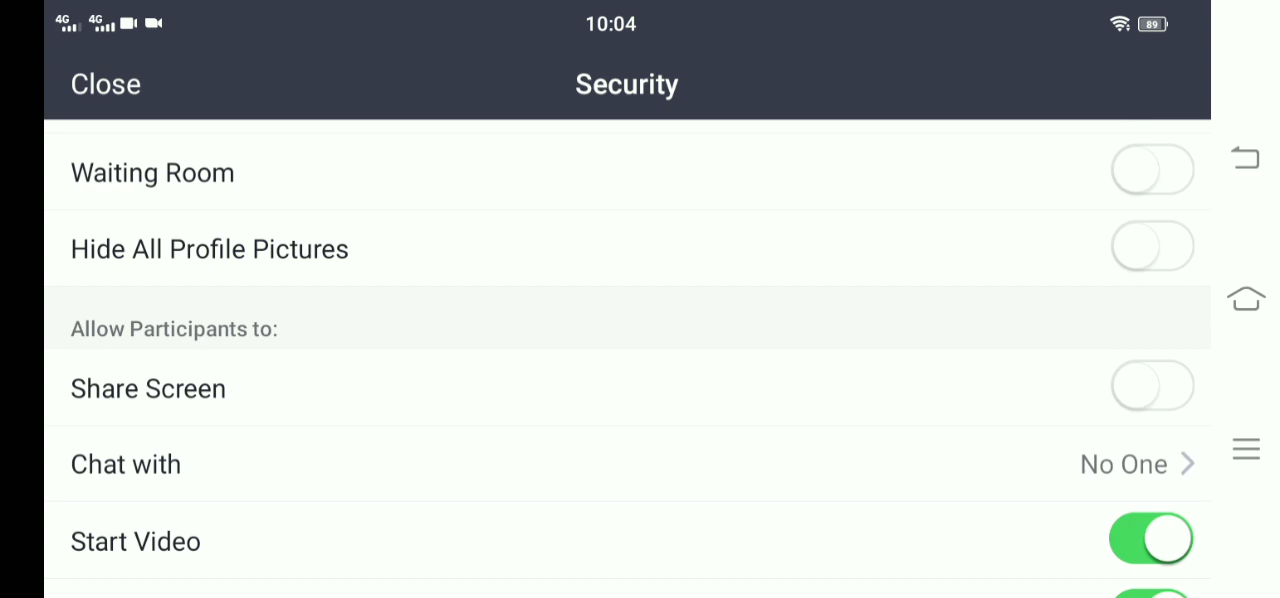 4G 4G 10:04 89
Close Security
Waiting Room
Hide All Profile Pictures
Allow Participants to:
Share Screen
Chat with No One
Start Video